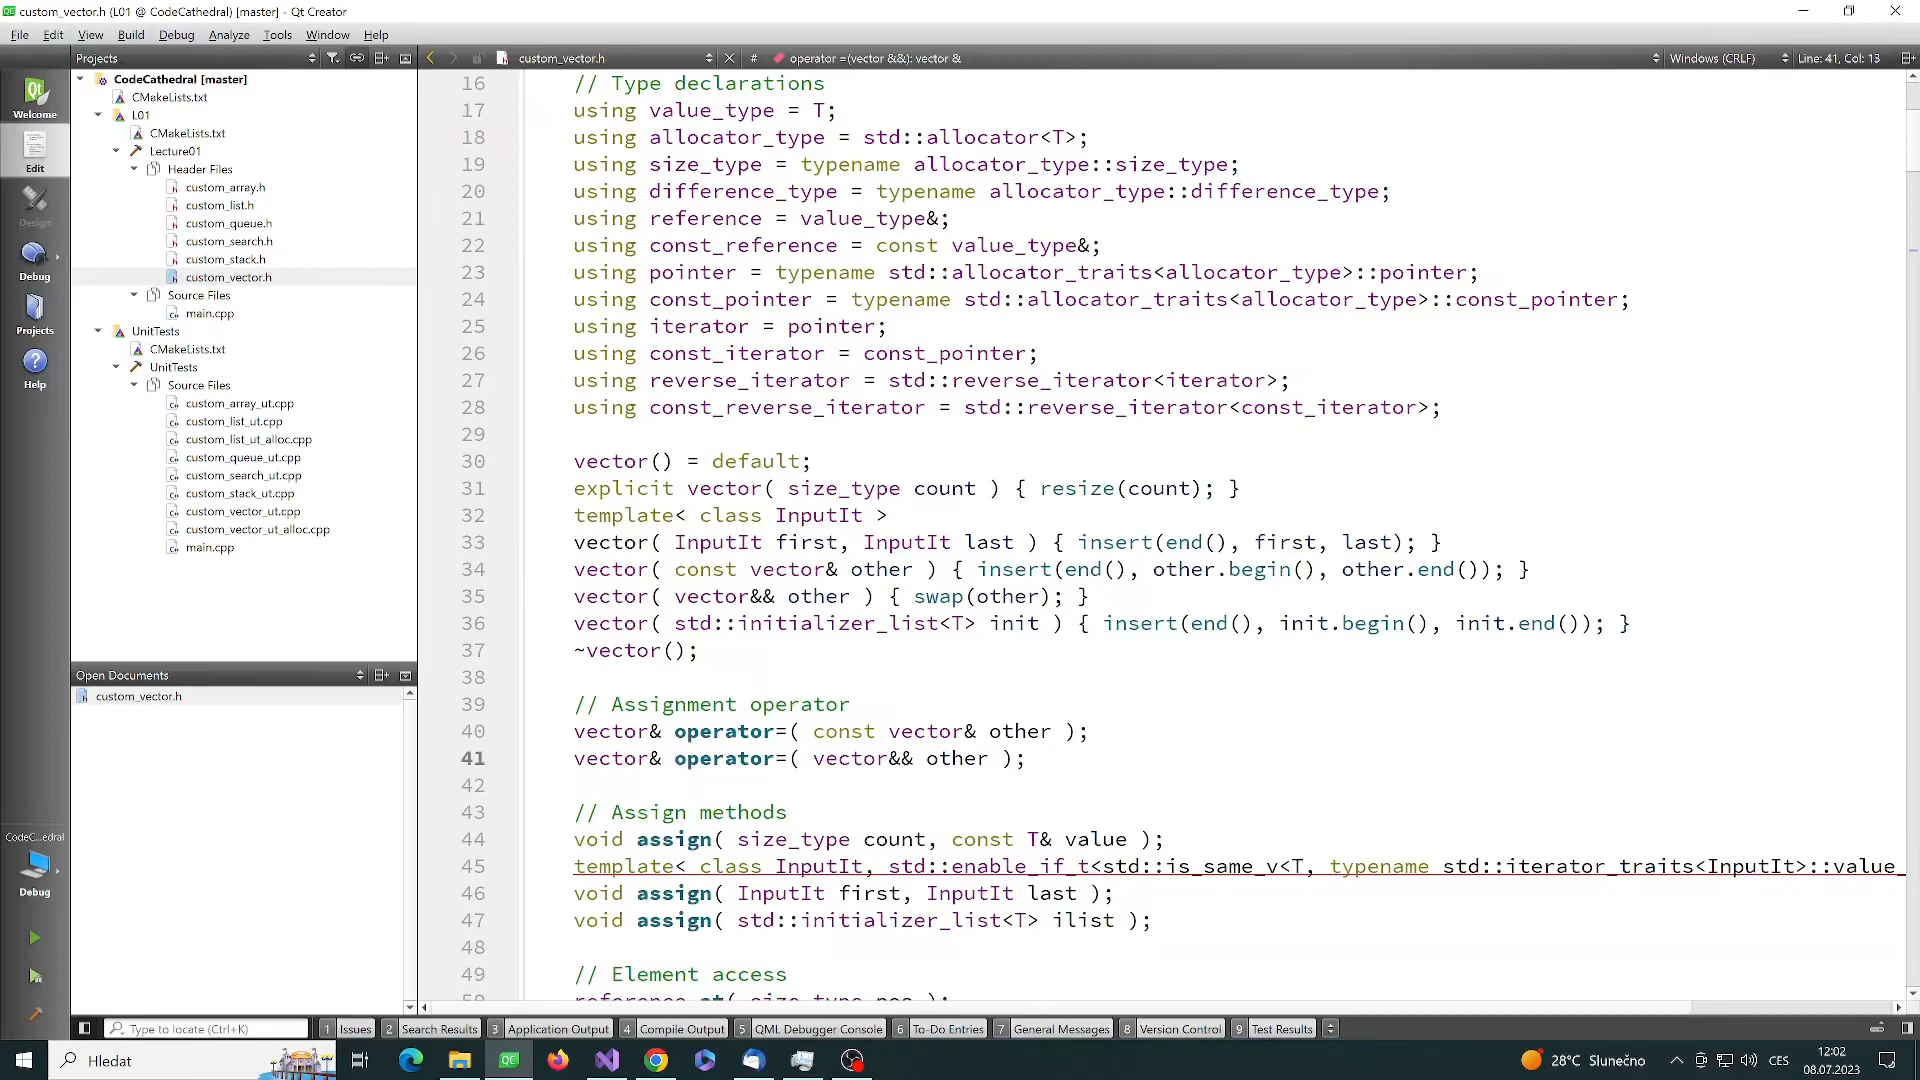 custom_vector.h (L01 @ CodeCathedral) [master] - Qt Creator
File Edit View Build Debug Analyze Tools Window Help
Projects
custom_vector.h
# operator =(vector &&): vector &
Windows (CRLF)
Line: 41, Col: 13
Welcome
Edit
Design
Debug
Projects
Help
CodeC...edral
Debug
CodeCathedral [master]
CMakeLists.txt
L01
CMakeLists.txt
Lecture01
Header Files
custom_array.h
custom_list.h
custom_queue.h
custom_search.h
custom_stack.h
custom_vector.h
Source Files
main.cpp
UnitTests
CMakeLists.txt
UnitTests
Source Files
custom_array_ut.cpp
custom_list_ut.cpp
custom_list_ut_alloc.cpp
custom_queue_ut.cpp
custom_search_ut.cpp
custom_stack_ut.cpp
custom_vector_ut.cpp
custom_vector_ut_alloc.cpp
main.cpp
Open Documents
custom_vector.h
16 // Type declarations
17 using value_type = T;
18 using allocator_type = std::allocator<T>;
19 using size_type = typename allocator_type::size_type;
20 using difference_type = typename allocator_type::difference_type;
21 using reference = value_type&;
22 using const_reference = const value_type&;
23 using pointer = typename std::allocator_traits<allocator_type>::pointer;
24 using const_pointer = typename std::allocator_traits<allocator_type>::const_pointer;
25 using iterator = pointer;
26 using const_iterator = const_pointer;
27 using reverse_iterator = std::reverse_iterator<iterator>;
28 using const_reverse_iterator = std::reverse_iterator<const_iterator>;
29
30 vector() = default;
31 explicit vector( size_type count ) { resize(count); }
32 template< class InputIt >
33 vector( InputIt first, InputIt last ) { insert(end(), first, last); }
34 vector( const vector& other ) { insert(end(), other.begin(), other.end()); }
35 vector( vector&& other ) { swap(other); }
36 vector( std::initializer_list<T> init ) { insert(end(), init.begin(), init.end()); }
37 ~vector();
38
39 // Assignment operator
40 vector& operator=( const vector& other );
41 vector& operator=( vector&& other );
42
43 // Assign methods
44 void assign( size_type count, const T& value );
45 template< class InputIt, std::enable_if_t<std::is_same_v<T, typename std::iterator_traits<InputIt>::value_
46 void assign( InputIt first, InputIt last );
47 void assign( std::initializer_list<T> ilist );
48
49 // Element access
50 reference at( size_type pos );
Type to locate (Ctrl+K)
1 Issues 2 Search Results 3 Application Output 4 Compile Output 5 QML Debugger Console 6 To-Do Entries 7 General Messages 8 Version Control 9 Test Results
Hledat
28°C Slunečno
CES
12:02
08.07.2023